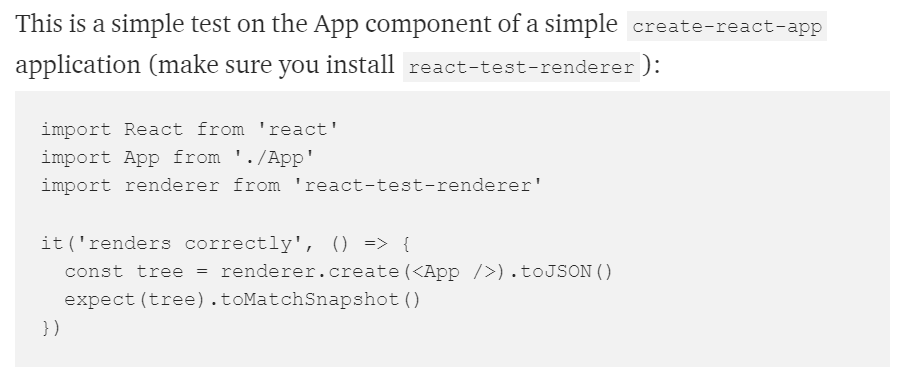 This is a simple test on the App component of a simple create-react-app
application (make sure you install react-test-renderer ):
import React from 'react'
import App from './App'
import renderer from 'react-test-renderer'
it('renders correctly', () => {
  const tree = renderer.create(<App />).toJSON()
  expect(tree).toMatchSnapshot()
})